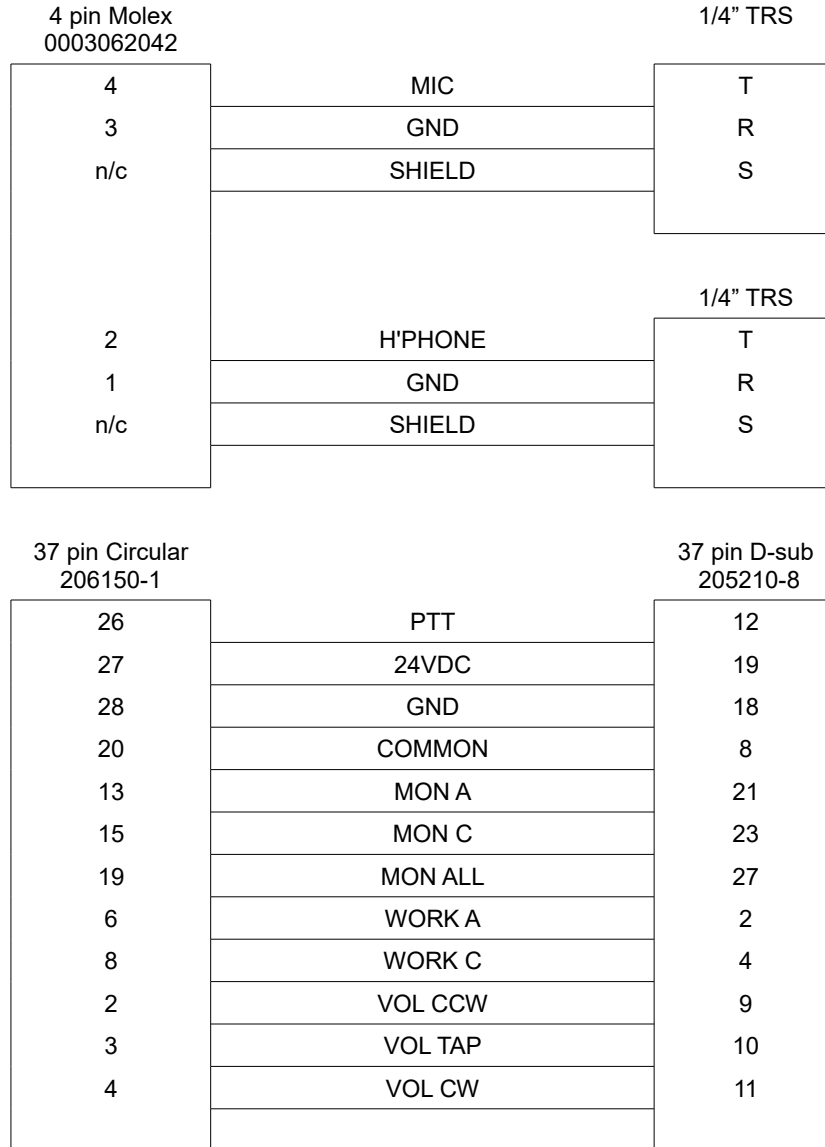 4 pin Molex 1/4” TRS
0003062042
4 MIC T
3 GND R
n/c SHIELD S
1/4” TRS
2 H'PHONE T
1 GND R
n/c SHIELD S
37 pin Circular 37 pin D-sub
206150-1 205210-8
26 PTT 12
27 24VDC 19
28 GND 18
20 COMMON 8
13 MON A 21
15 MON C 23
19 MON ALL 27
6 WORK A 2
8 WORK C 4
2 VOL CCW 9
3 VOL TAP 10
4 VOL CW 11